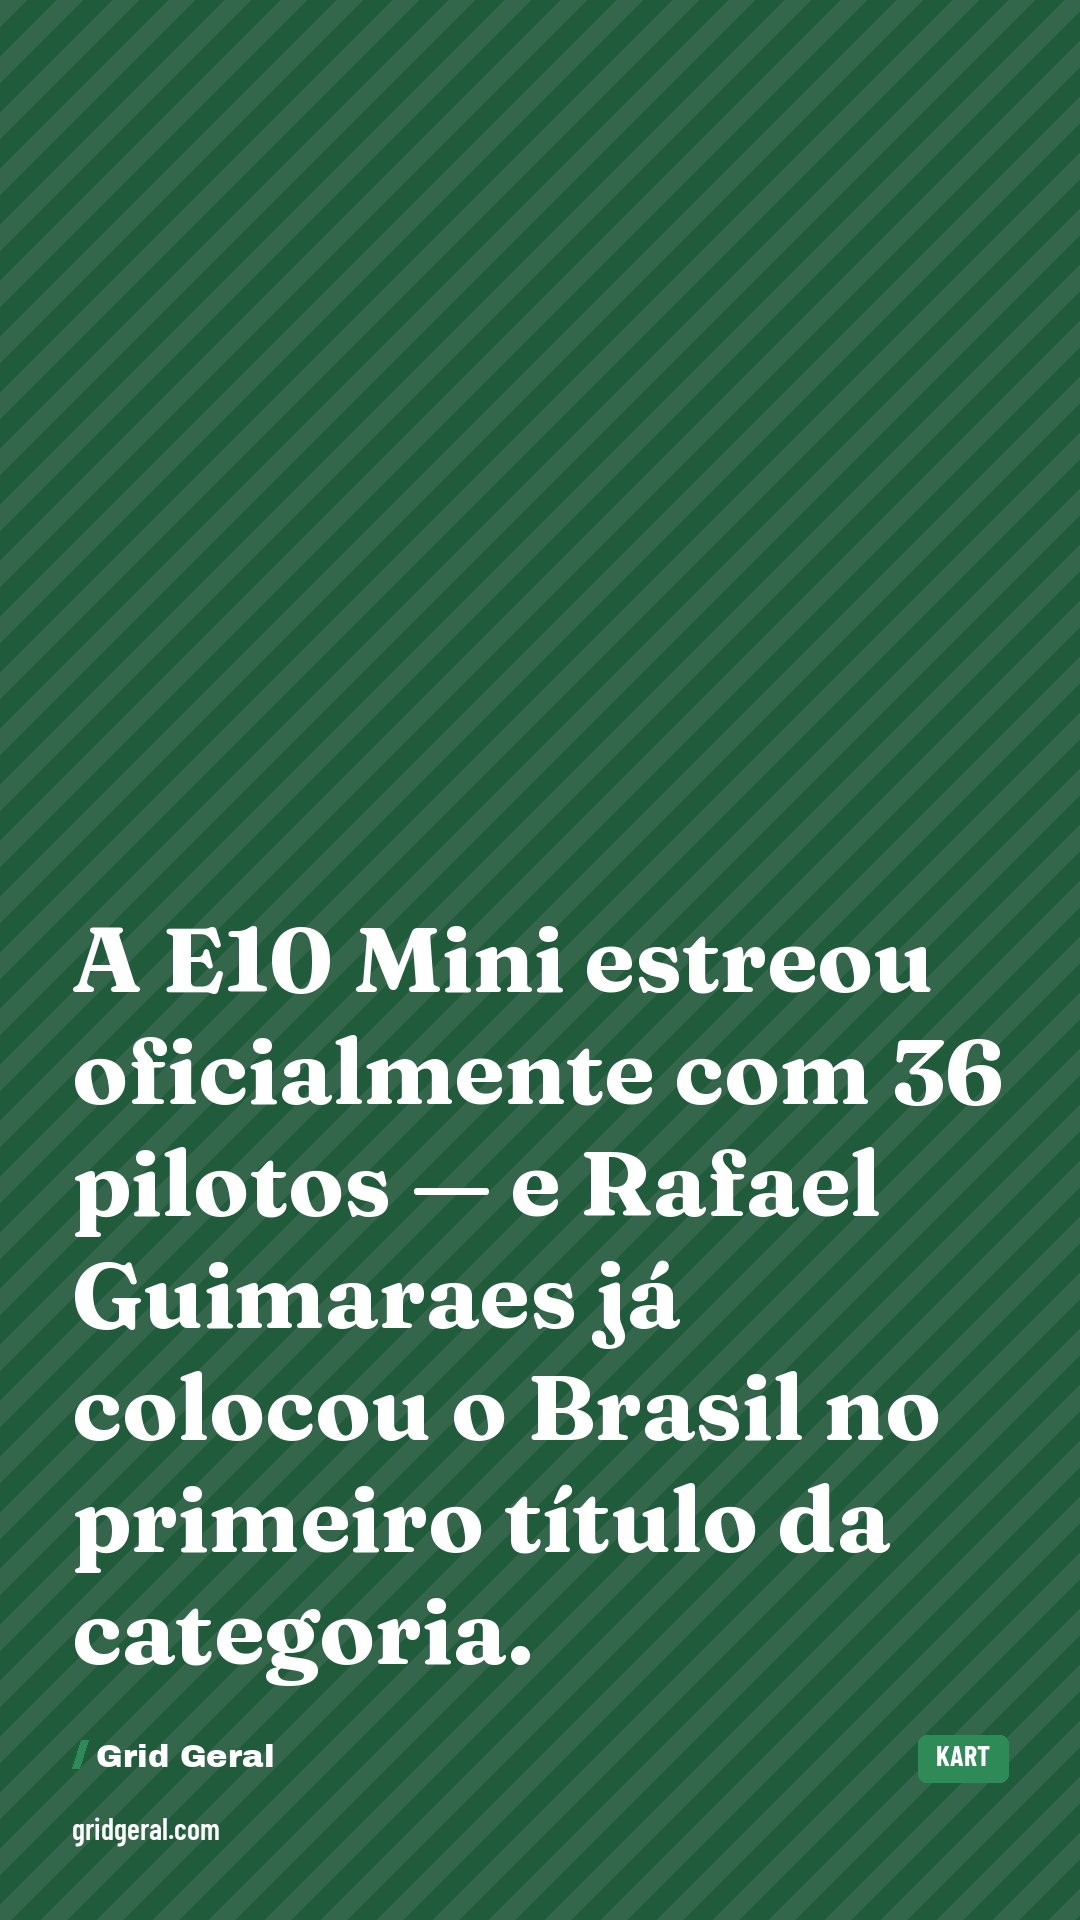 A E10 Mini estreou
oficialmente com 36
pilotos — e Rafael
Guimaraes já
colocou o Brasil no
primeiro título da
categoria.
Grid Geral
KART
gridgeral.com